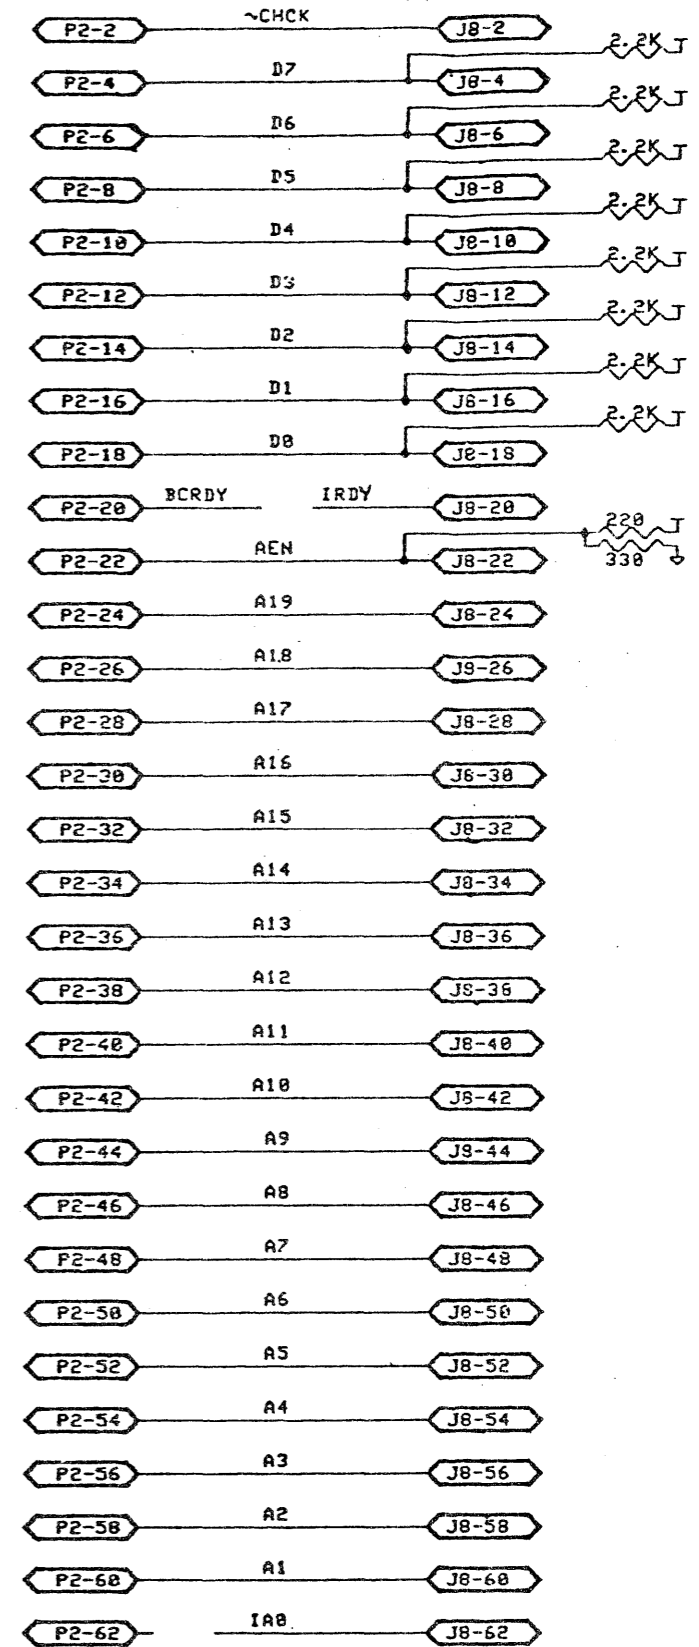 P2-2 ~CHCK J8-2
2.2K
P2-4 D7 J8-4
2.2K
P2-6 D6 J8-6
2.2K
P2-8 D5 J8-8
2.2K
P2-10 D4 J8-10
2.2K
P2-12 D3 J8-12
2.2K
P2-14 D2 J8-14
2.2K
P2-16 D1 J8-16
2.2K
P2-18 D0 J8-18
P2-20 BCRDY IRDY J8-20
220
P2-22 AEN J8-22 330
P2-24 A19 J8-24
P2-26 A18 J8-26
P2-28 A17 J8-28
P2-30 A16 J8-30
P2-32 A15 J8-32
P2-34 A14 J8-34
P2-36 A13 J8-36
P2-38 A12 J8-38
P2-40 A11 J8-40
P2-42 A10 J8-42
P2-44 A9 J8-44
P2-46 A8 J8-46
P2-48 A7 J8-48
P2-50 A6 J8-50
P2-52 A5 J8-52
P2-54 A4 J8-54
P2-56 A3 J8-56
P2-58 A2 J8-58
P2-60 A1 J8-60
P2-62 IA0 J8-62